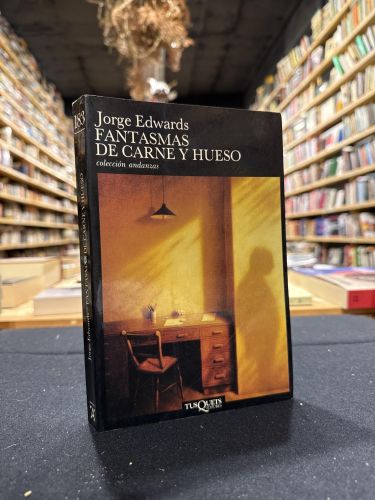 Jorge Edwards
FANTASMAS
DE CARNE Y HUESO
colección andanzas
TUSQUETS
EDITORES
183
Jorge Edwards FANTASMAS DE CARNE Y HUESO